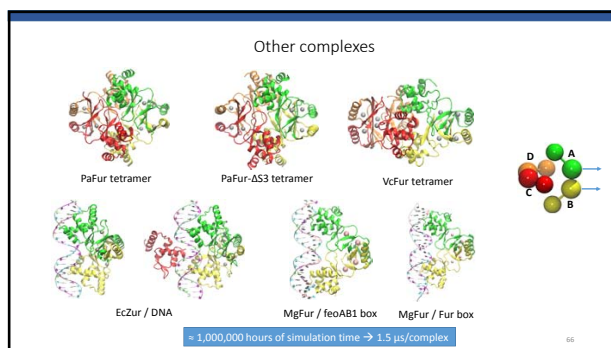 Other complexes
PaFur tetramer
PaFur-ΔS3 tetramer
VcFur tetramer
D
A
C
B
EcZur / DNA
MgFur / feoAB1 box
MgFur / Fur box
≈ 1,000,000 hours of simulation time → 1.5 μs/complex
66